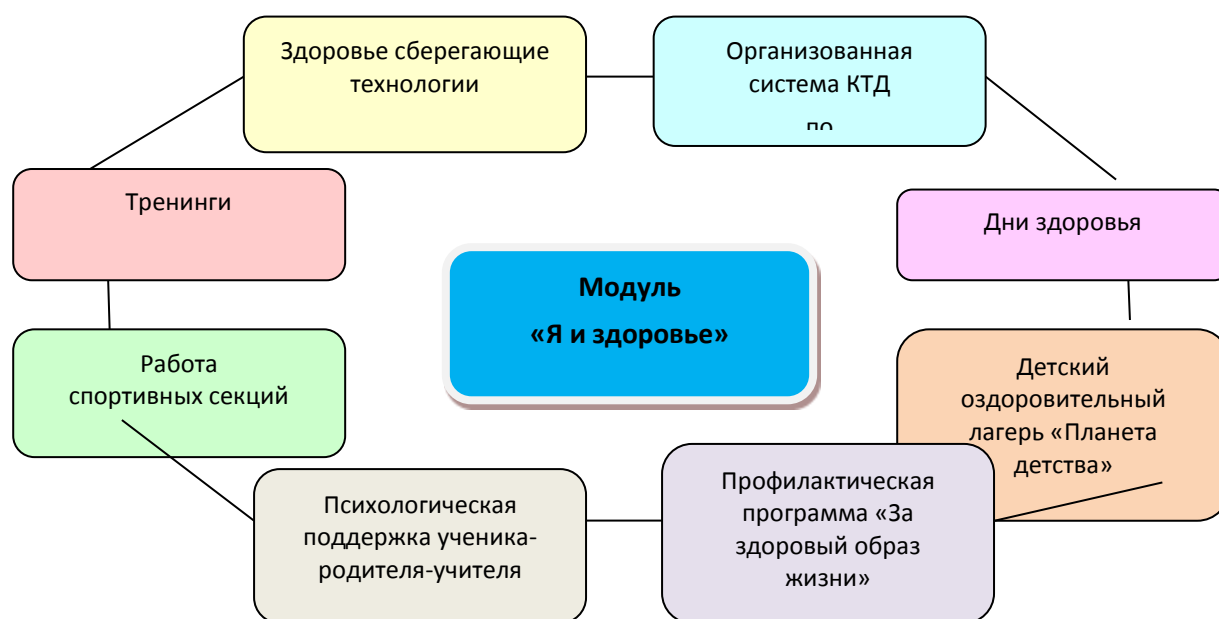 Здоровье сберегающие
технологии
Организованная
система КТД
по
Тренинги
Дни здоровья
Модуль
«Я и здоровье»
Работа
спортивных секций
Детский
оздоровительный
лагерь «Планета
детства»
Психологическая
поддержка ученика-
родителя-учителя
Профилактическая
программа «За
здоровый образ
жизни»